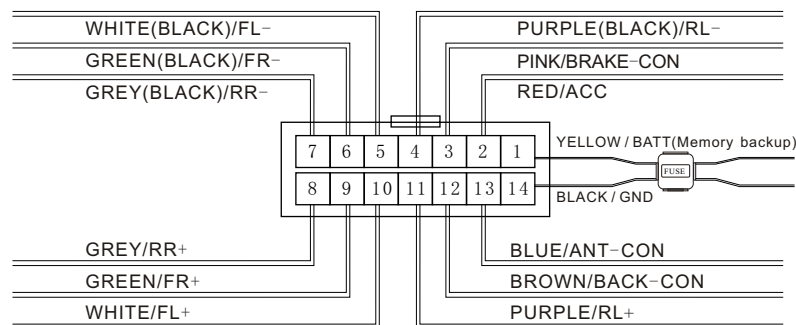 WHITE(BLACK)/FL-
PURPLE(BLACK)/RL-
GREEN(BLACK)/FR-
PINK/BRAKE-CON
GREY(BLACK)/RR-
RED/ACC
YELLOW / BATT(Memory backup)
7 6 5 4 3 2 1
FUSE
8 9 10 11 12 13 14
BLACK / GND
GREY/RR+
BLUE/ANT-CON
GREEN/FR+
BROWN/BACK-CON
WHITE/FL+
PURPLE/RL+